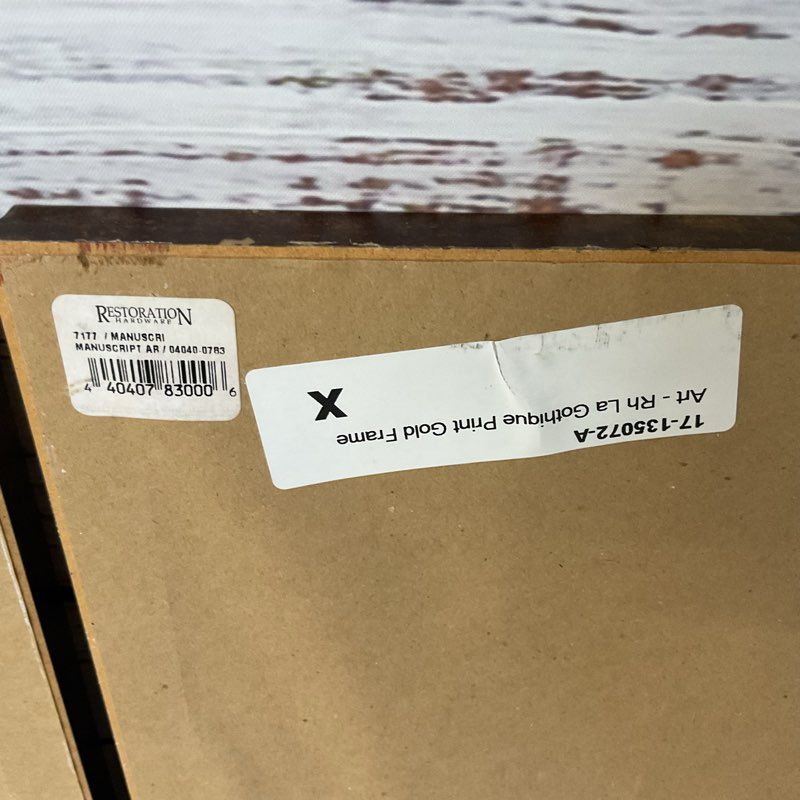 RESTORATION
HARDWARE
7177 / MANUSCRI
MANUSCRIPT AR / 04040-0783
4 40407 83000 6
17-135072-A
Art - Rh La Gothique Print Gold Frame
X